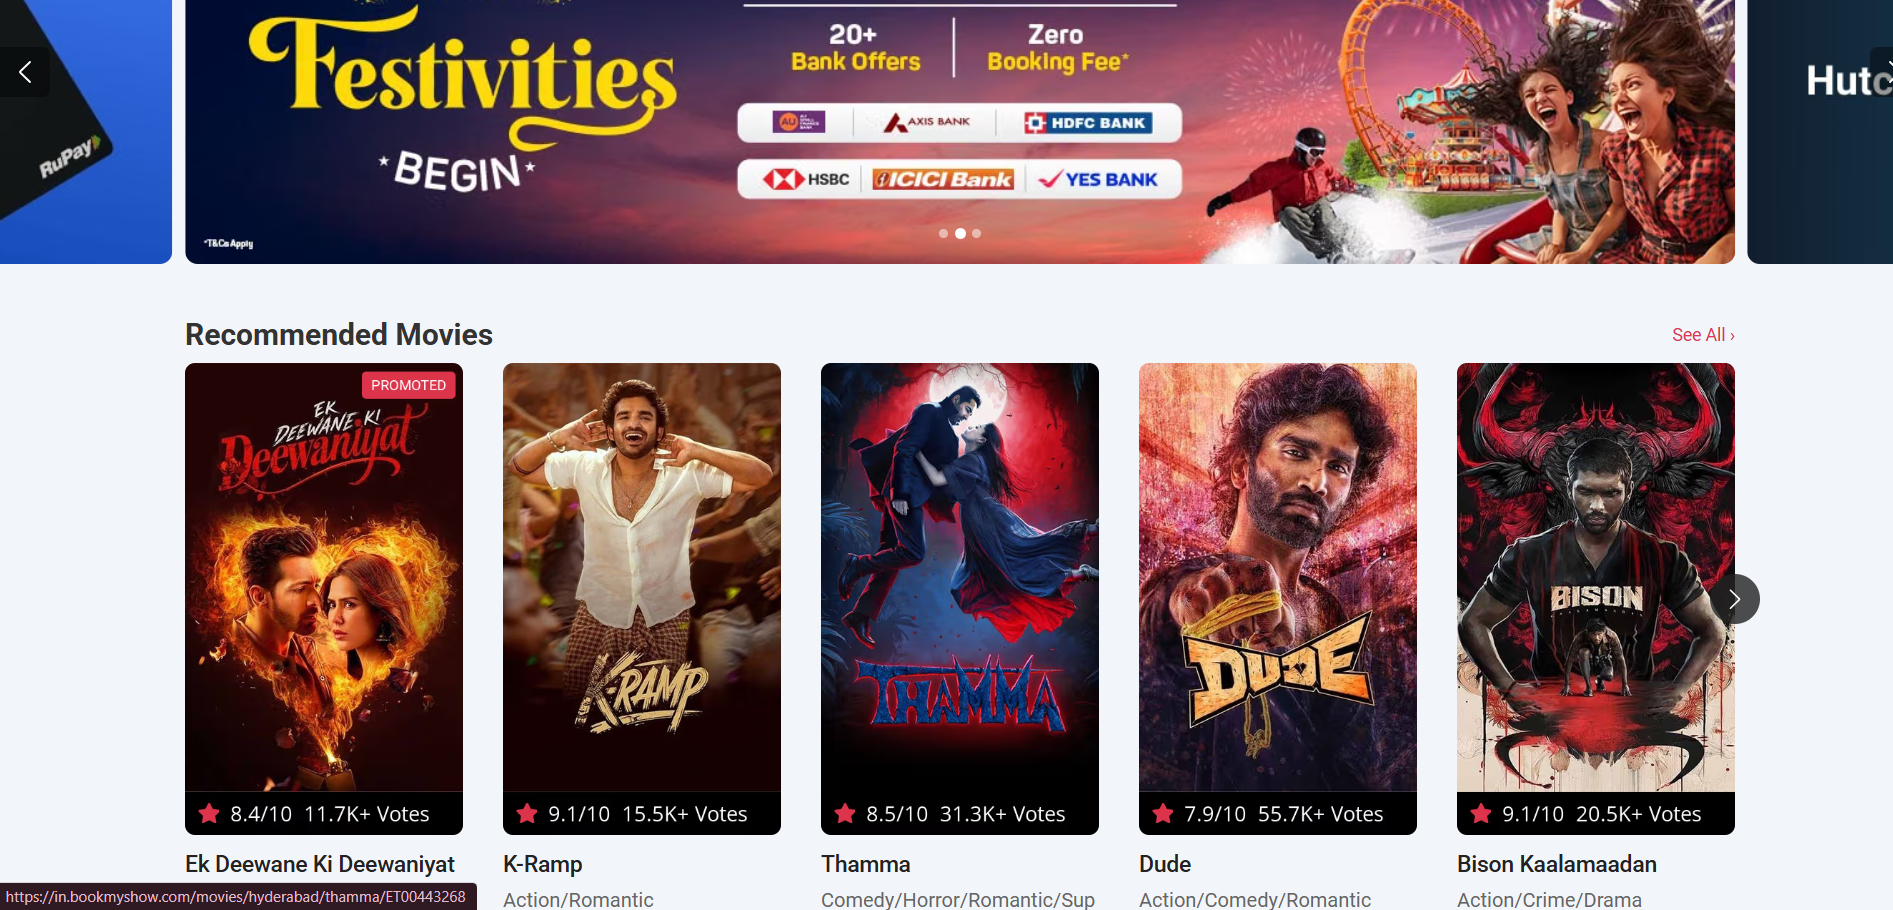 RuPay
Festivities
BEGIN
*T&Cs Apply
20+
Bank Offers
Zero
Booking Fee*
AU SMALL FINANCE BANK
AXIS BANK
HDFC BANK
HSBC
ICICI Bank
YES BANK
Hutc
Recommended Movies
See All ›
PROMOTED
EK
DEEWANE KI
Deewaniyat
K-RAMP
THAMMA
DUDE
BISON
8.4/10 11.7K+ Votes
9.1/10 15.5K+ Votes
8.5/10 31.3K+ Votes
7.9/10 55.7K+ Votes
9.1/10 20.5K+ Votes
Ek Deewane Ki Deewaniyat
K-Ramp
Thamma
Dude
Bison Kaalamaadan
Action/Romantic
Comedy/Horror/Romantic/Sup
Action/Comedy/Romantic
Action/Crime/Drama
https://in.bookmyshow.com/movies/hyderabad/thamma/ET00443268